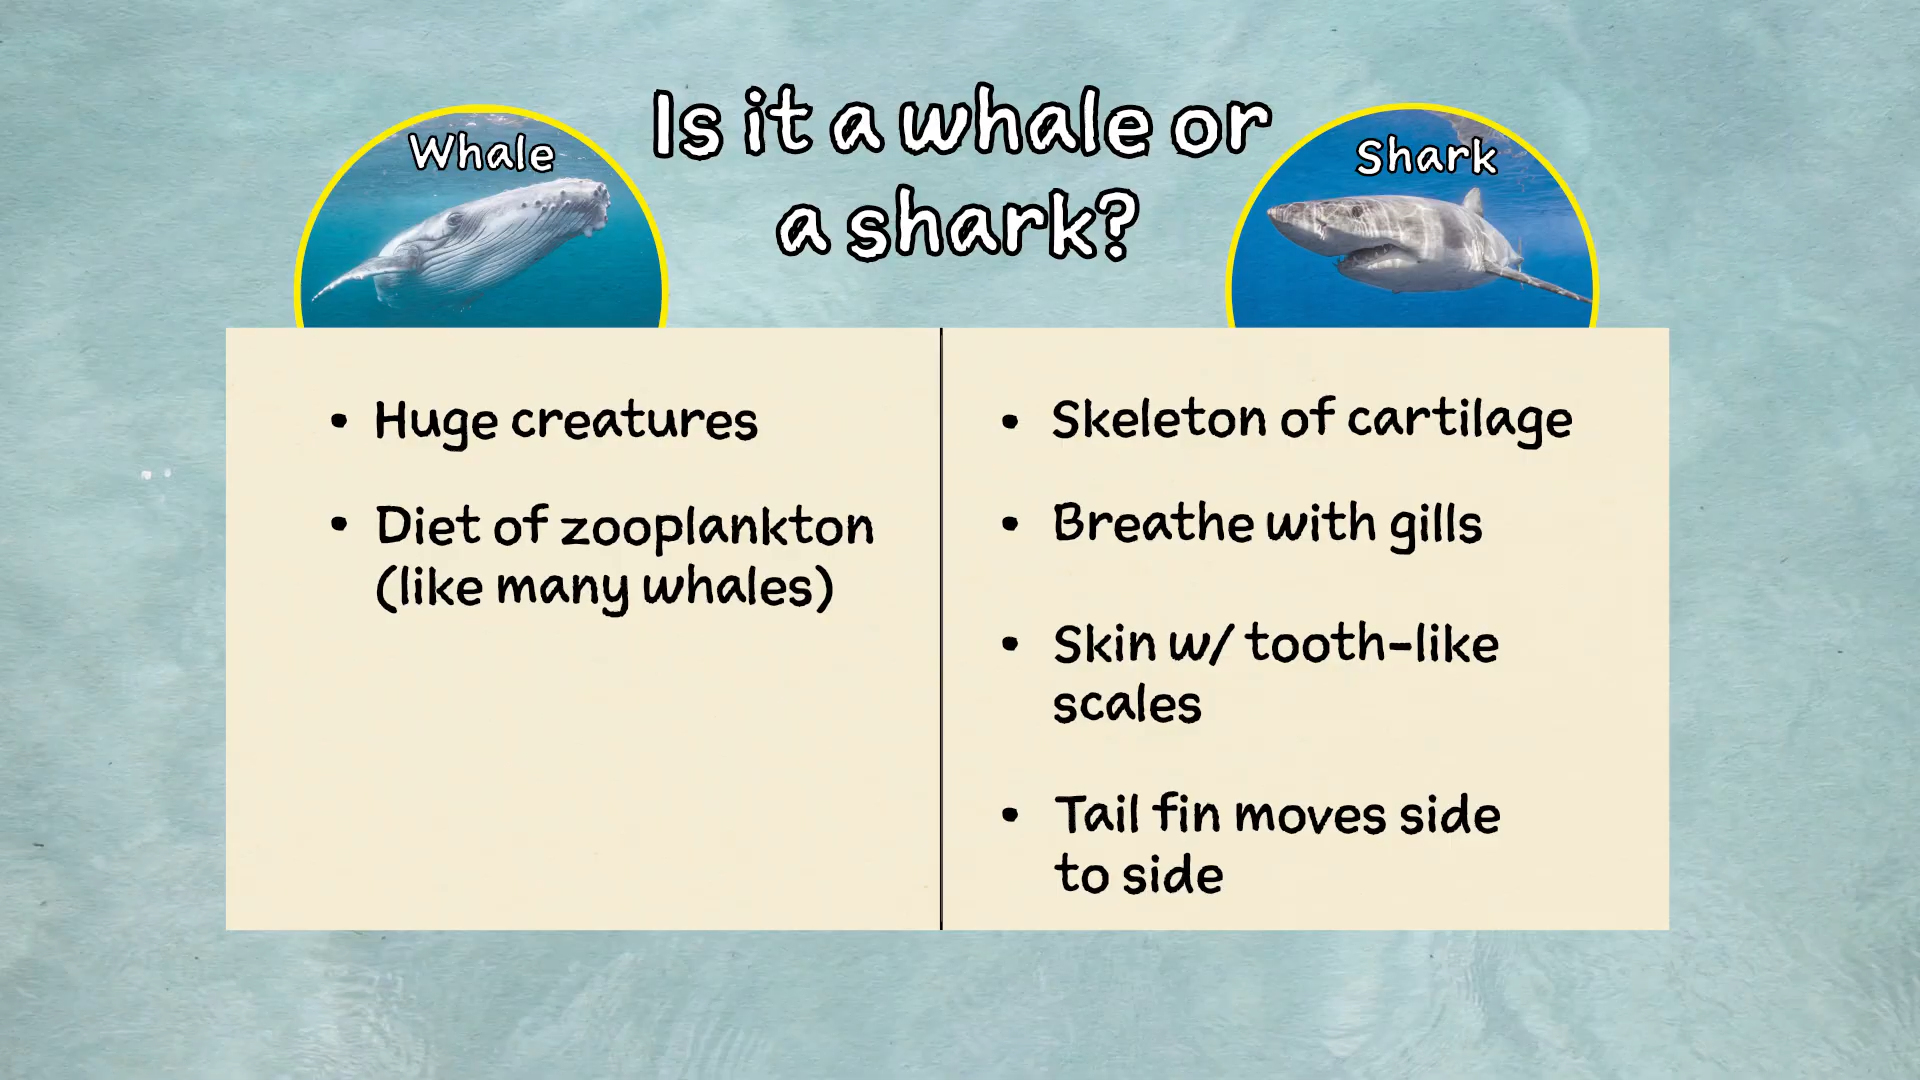 Is it a whale or
a shark?
Whale
Shark
• Huge creatures
• Diet of zooplankton
(like many whales)
• Skeleton of cartilage
• Breathe with gills
• Skin w/ tooth-like
scales
• Tail fin moves side
to side